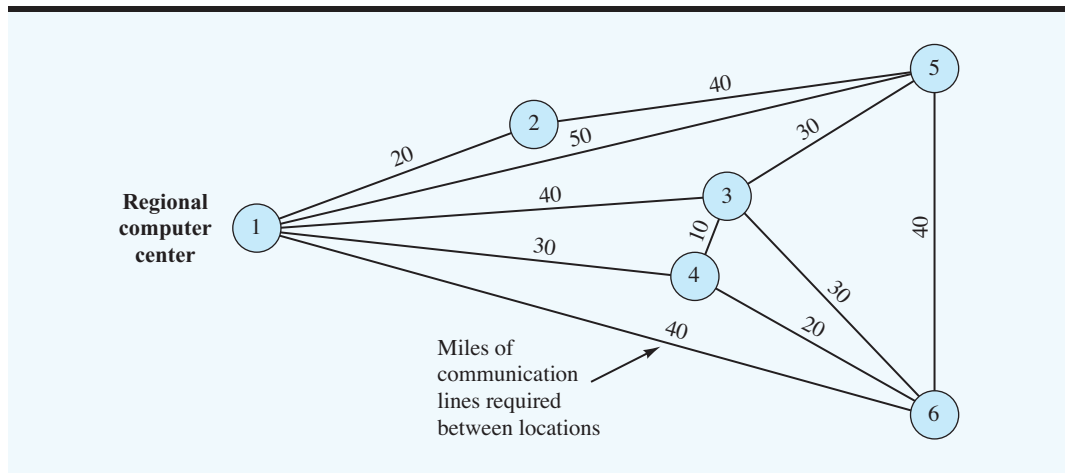 5
40
2
50
30
20
Regional
computer
center
40
3
1
10
40
30
4
30
20
40
Miles of
communication
lines required
between locations
6